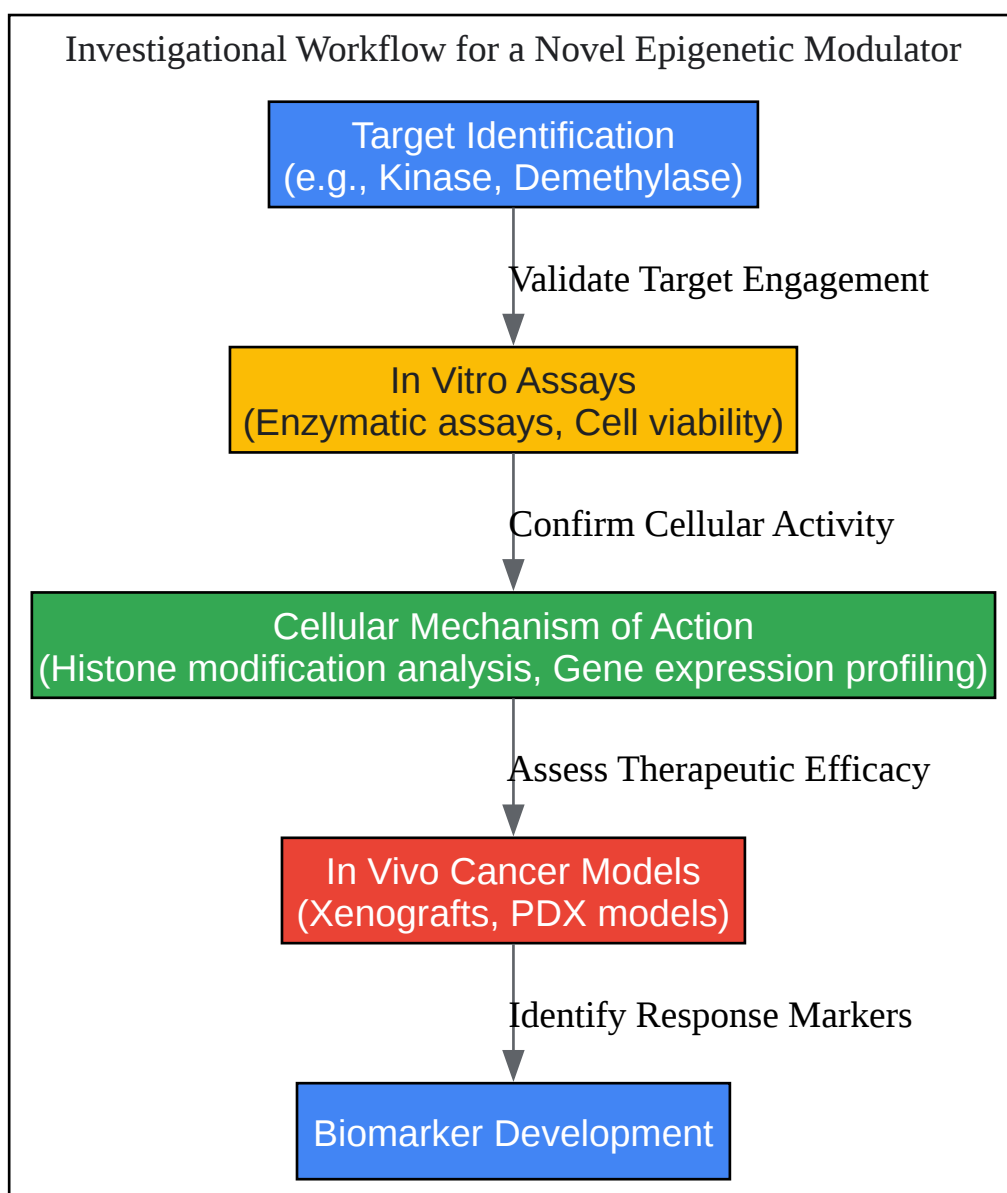 Investigational Workflow for a Novel Epigenetic Modulator
Target Identification
(e.g., Kinase, Demethylase)
Validate Target Engagement
In Vitro Assays
(Enzymatic assays, Cell viability)
Confirm Cellular Activity
Cellular Mechanism of Action
(Histone modification analysis, Gene expression profiling)
Assess Therapeutic Efficacy
In Vivo Cancer Models
(Xenografts, PDX models)
Identify Response Markers
Biomarker Development